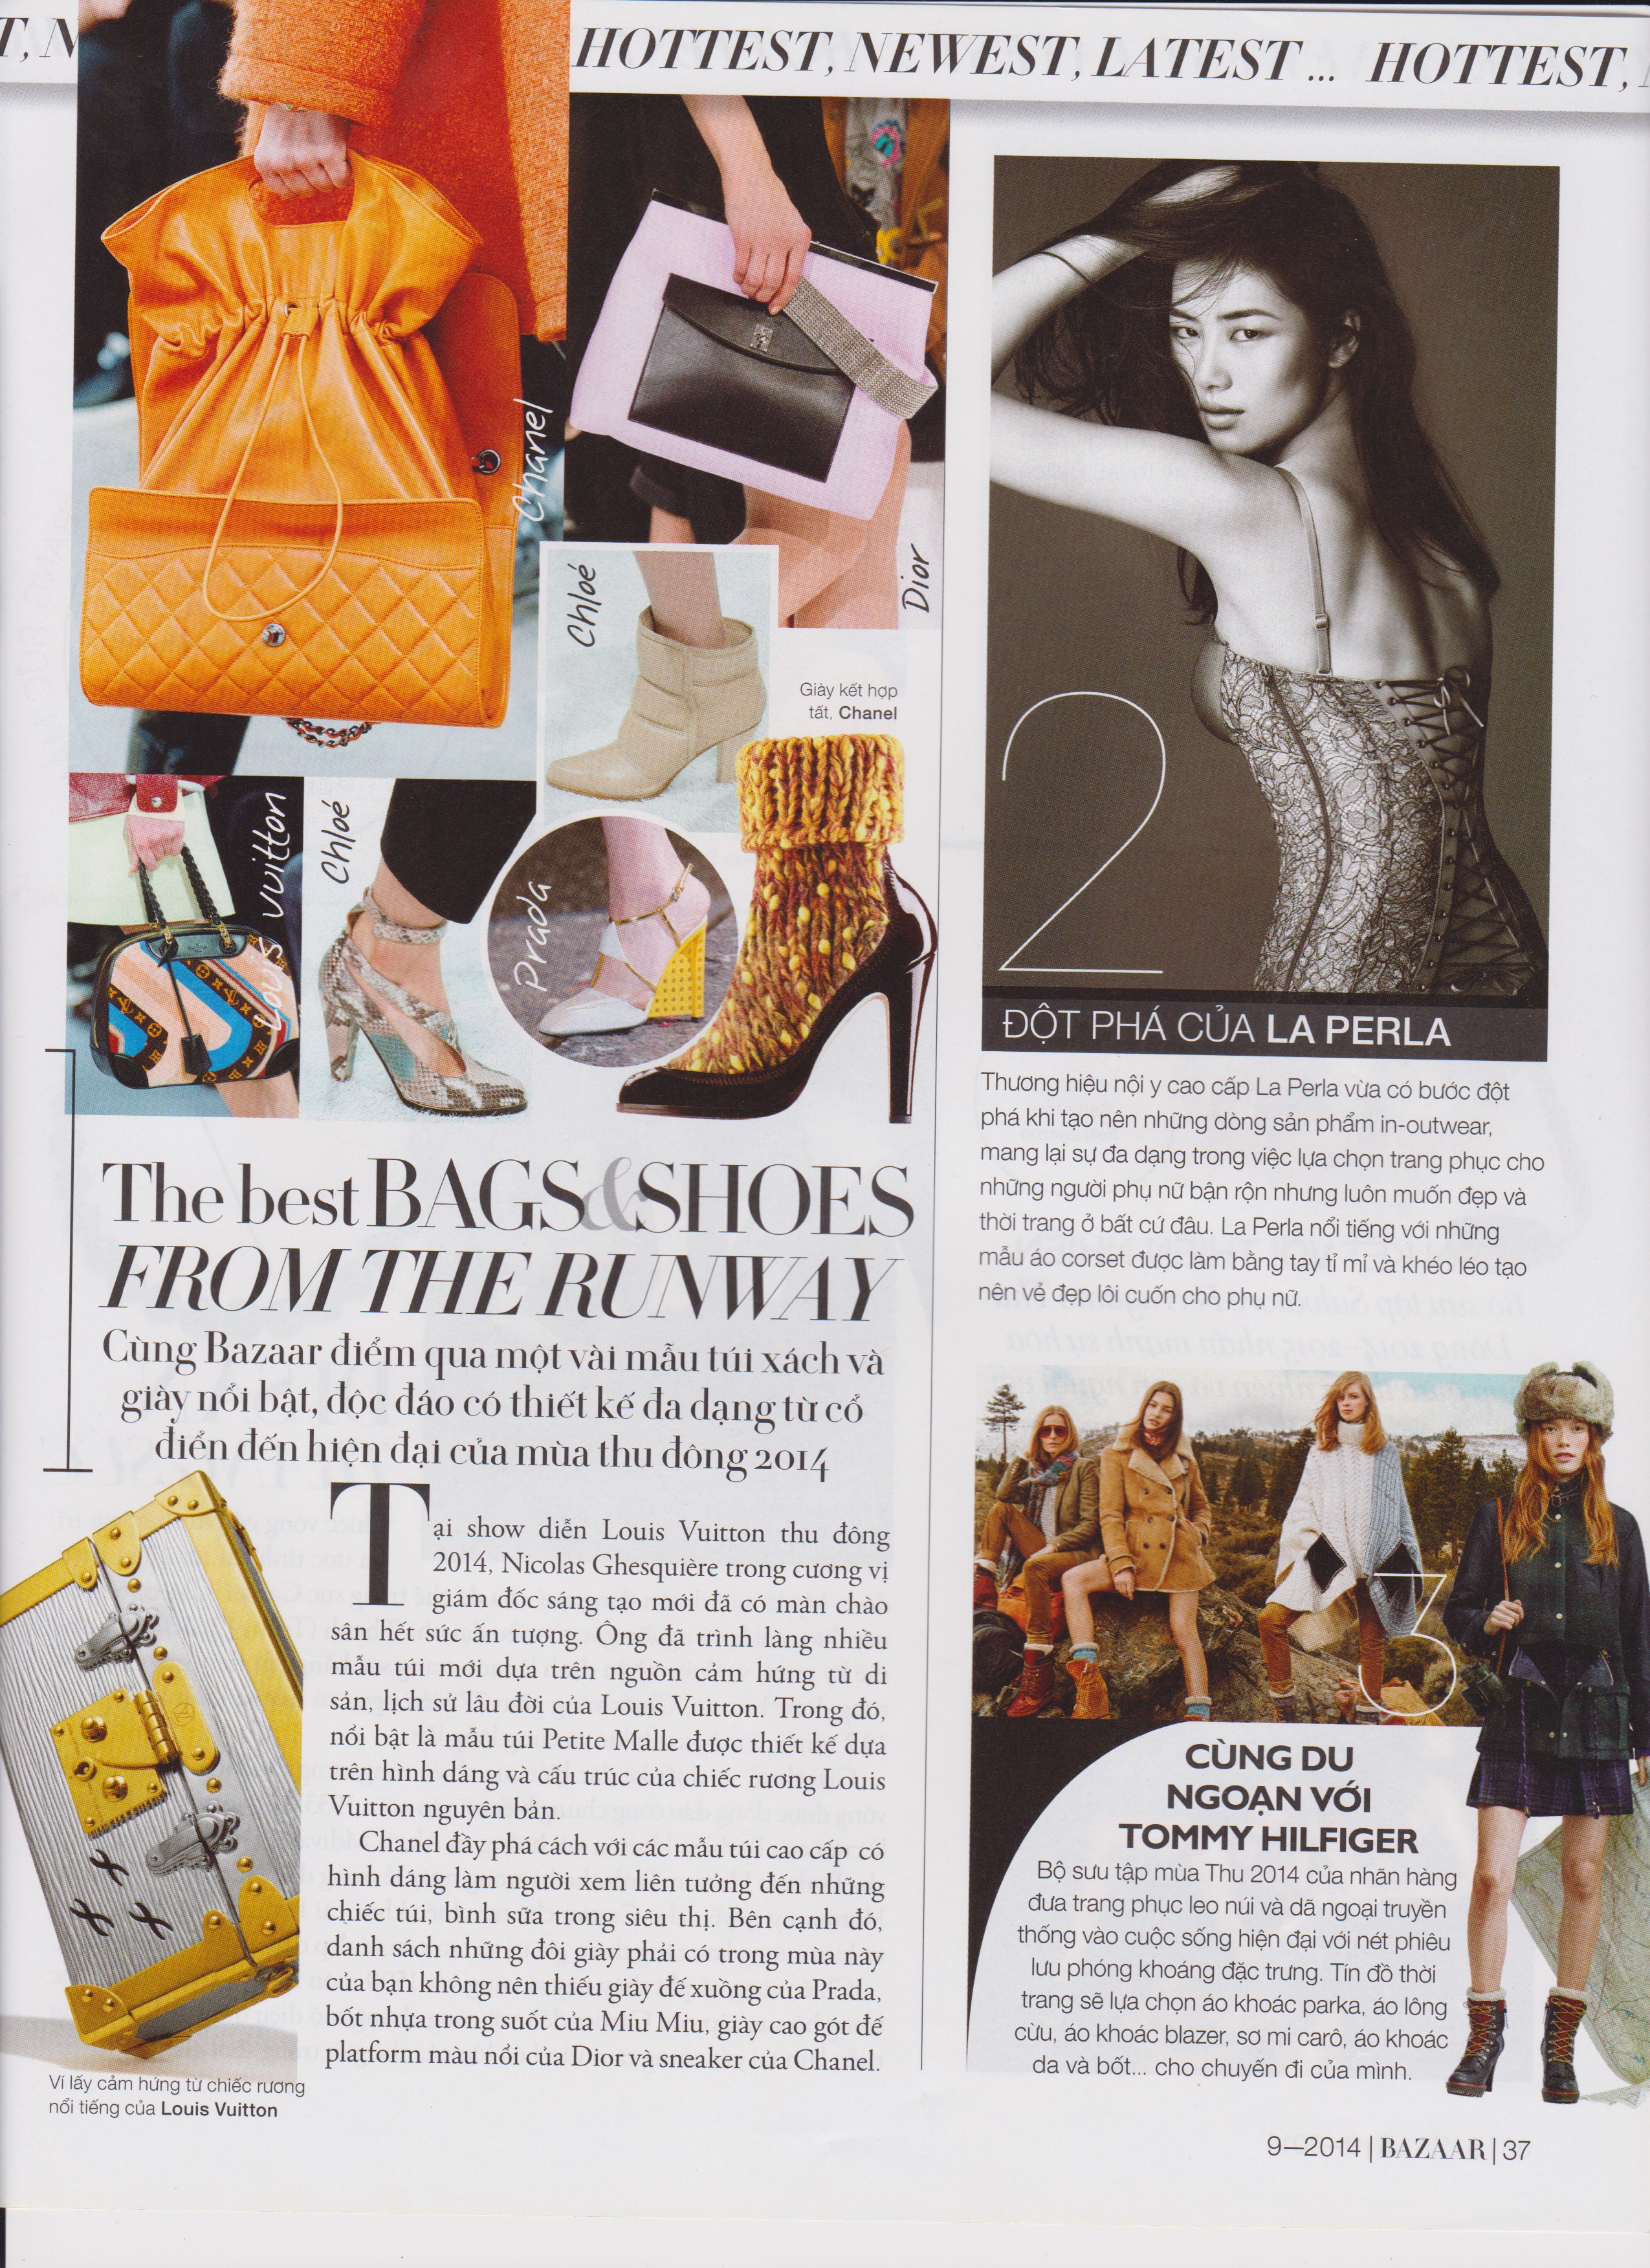 HOTTEST, NEWEST, LATEST ... HOTTEST,
Chanel
Dior
Chloé
Giày kết hợp
tất, Chanel
Louis Vuitton
Chloé
Prada
The best BAGS & SHOES
FROM THE RUNWAY
Cùng Bazaar điểm qua một vài mẫu túi xách và
giày nổi bật, độc đáo có thiết kế đa dạng từ cổ
điển đến hiện đại của mùa thu đông 2014
Tại show diễn Louis Vuitton thu đông
2014, Nicolas Ghesquière trong cương vị
giám đốc sáng tạo mới đã có màn chào
sân hết sức ấn tượng. Ông đã trình làng nhiều
mẫu túi mới dựa trên nguồn cảm hứng từ di
sản, lịch sử lâu đời của Louis Vuitton. Trong đó,
nổi bật là mẫu túi Petite Malle được thiết kế dựa
trên hình dáng và cấu trúc của chiếc rương Louis
Vuitton nguyên bản.
Chanel đầy phá cách với các mẫu túi cao cấp có
hình dáng làm người xem liên tưởng đến những
chiếc túi, bình sữa trong siêu thị. Bên cạnh đó,
danh sách những đôi giày phải có trong mùa này
của bạn không nên thiếu giày đế xuồng của Prada,
bốt nhựa trong suốt của Miu Miu, giày cao gót đế
platform màu nổi của Dior và sneaker của Chanel.
Ví lấy cảm hứng từ chiếc rương
nổi tiếng của Louis Vuitton
2
ĐỘT PHÁ CỦA LA PERLA
Thương hiệu nội y cao cấp La Perla vừa có bước đột
phá khi tạo nên những dòng sản phẩm in-outwear,
mang lại sự đa dạng trong việc lựa chọn trang phục cho
những người phụ nữ bận rộn nhưng luôn muốn đẹp và
thời trang ở bất cứ đâu. La Perla nổi tiếng với những
mẫu áo corset được làm bằng tay tỉ mỉ và khéo léo tạo
nên vẻ đẹp lôi cuốn cho phụ nữ.
3
CÙNG DU
NGOẠN VỚI
TOMMY HILFIGER
Bộ sưu tập mùa Thu 2014 của nhãn hàng
đưa trang phục leo núi và dã ngoại truyền
thống vào cuộc sống hiện đại với nét phiêu
lưu phóng khoáng đặc trưng. Tín đồ thời
trang sẽ lựa chọn áo khoác parka, áo lông
cừu, áo khoác blazer, sơ mi carô, áo khoác
da và bốt... cho chuyến đi của mình.
9—2014 | BAZAAR | 37